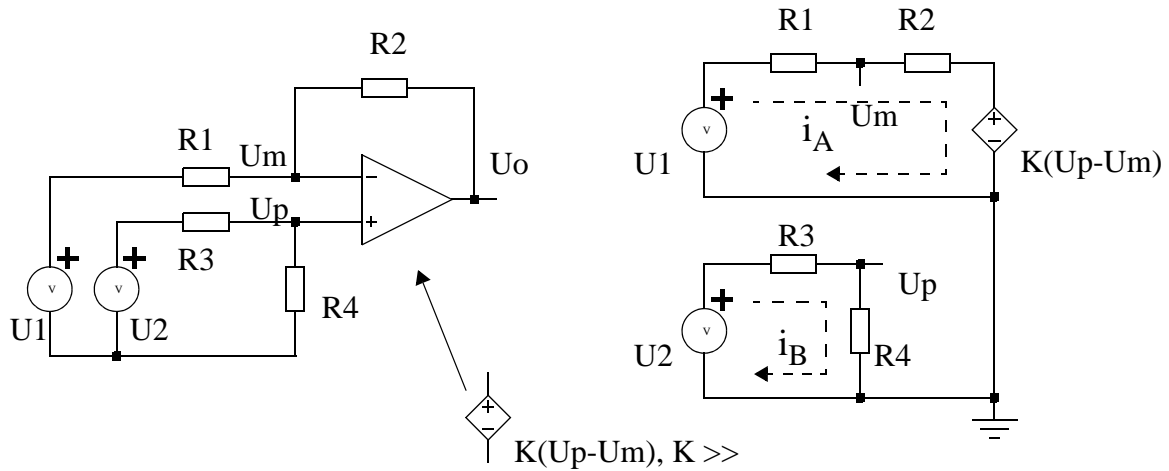 R2
R1
Um
Uo
Up
R3
R4
U1
U2
v
v
−
+
+
+
+
−
K(Up-Um), K >>
R1
R2
+
Um
v
iA
U1
+
−
K(Up-Um)
R3
+
Up
v
iB
U2
R4